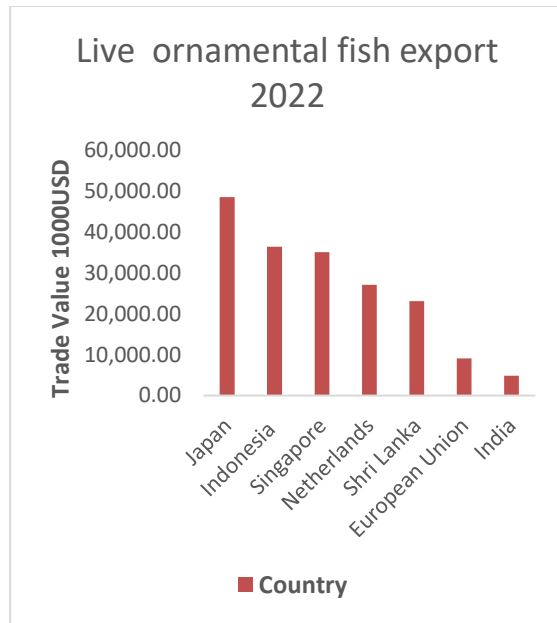 Live ornamental fish export
2022
Trade Value 1000USD
60,000.00
50,000.00
40,000.00
30,000.00
20,000.00
10,000.00
0.00
Japan
Indonesia
Singapore
Netherlands
Shri Lanka
European Union
India
Country